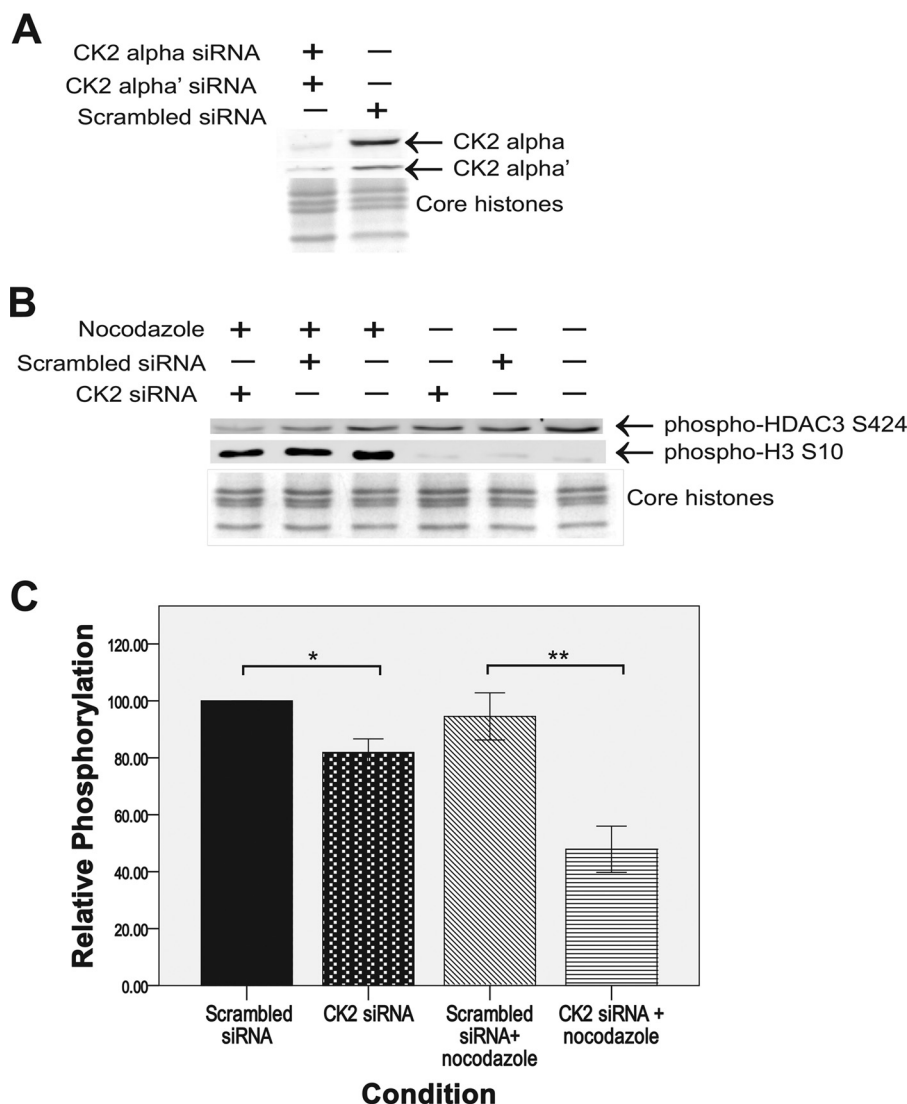 A
CK2 alpha siRNA + —
CK2 alpha' siRNA + —
Scrambled siRNA — +
CK2 alpha
CK2 alpha'
Core histones
B
Nocodazole + + + — — —
Scrambled siRNA — + — — + —
CK2 siRNA + — — + — —
phospho-HDAC3 S424
phospho-H3 S10
Core histones
C
Relative Phosphorylation
120.00
100.00
80.00
60.00
40.00
20.00
0.00
*
**
Scrambled
siRNA
CK2 siRNA
Scrambled
siRNA+
nocodazole
CK2 siRNA +
nocodazole
Condition